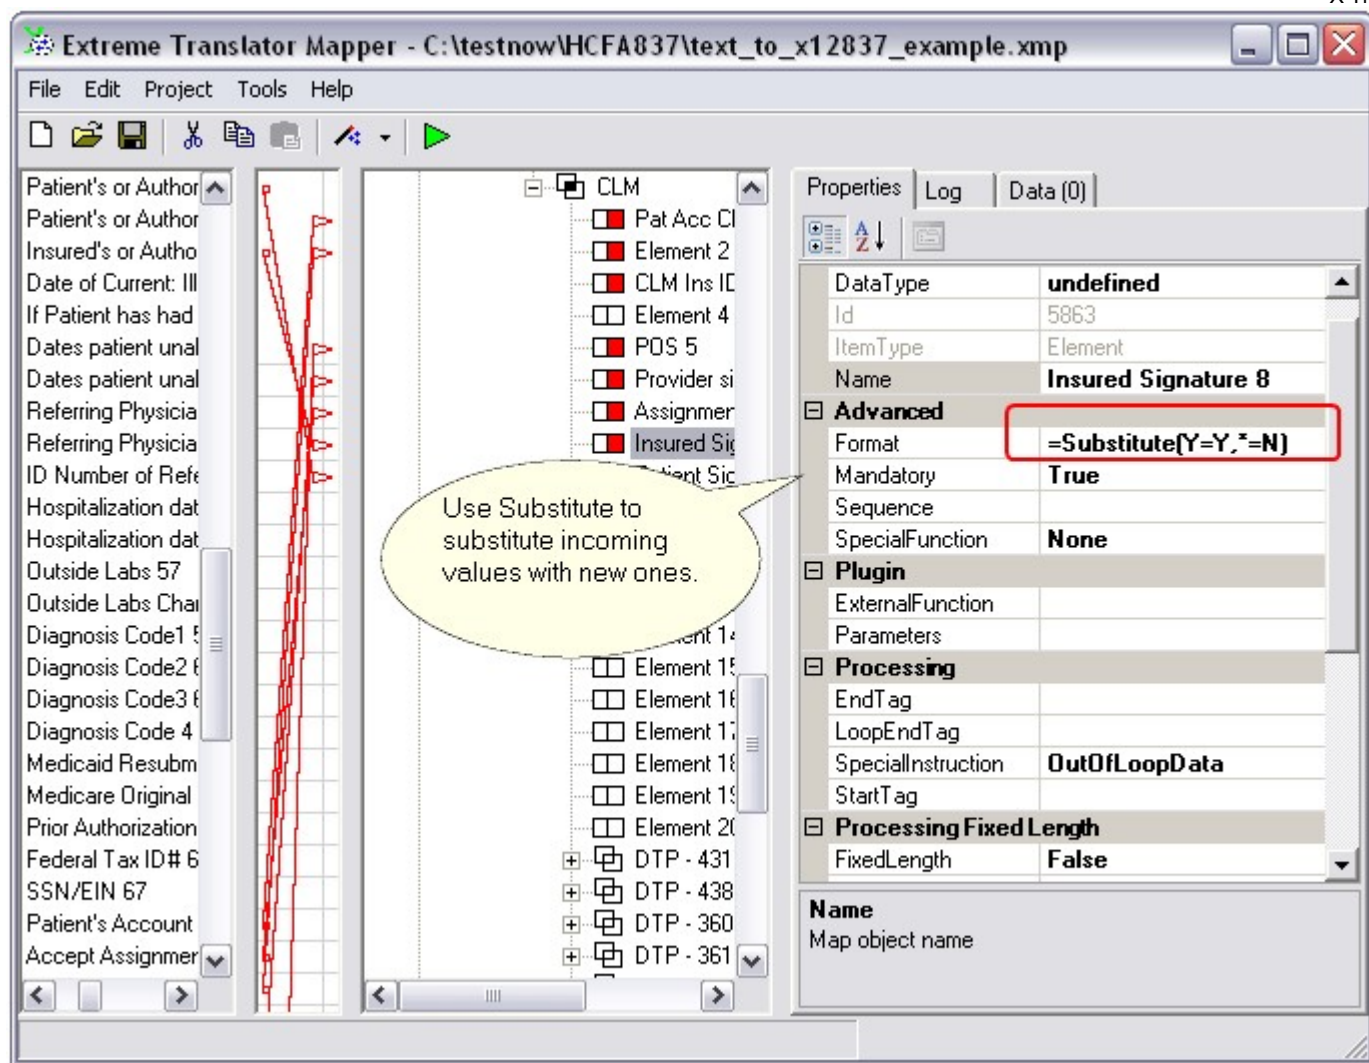 Extreme Translator Mapper - C:\testnow\HCFA837\text_to_x12837_example.xmp
File Edit Project Tools Help
Patient's or Author
Patient's or Author
Insured's or Autho
Date of Current: Ill
If Patient has had
Dates patient unal
Dates patient unal
Referring Physicia
Referring Physicia
ID Number of Refe
Hospitalization dat
Hospitalization dat
Outside Labs 57
Outside Labs Char
Diagnosis Code1 5
Diagnosis Code2 6
Diagnosis Code3 6
Diagnosis Code 4
Medicaid Resubm
Medicare Original
Prior Authorization
Federal Tax ID# 6
SSN/EIN 67
Patient's Account
Accept Assignmer
CLM
Pat Acc Cl
Element 2
CLM Ins ID
Element 4
POS 5
Provider si
Assignmer
Insured Sig
Patient Sig
Use Substitute to
substitute incoming
values with new ones.
Element 14
Element 15
Element 16
Element 17
Element 18
Element 19
Element 20
DTP - 431
DTP - 438
DTP - 360
DTP - 361
Properties Log Data (0)
DataType undefined
Id 5863
ItemType Element
Name Insured Signature 8
Advanced
Format =Substitute(Y=Y,*=N)
Mandatory True
Sequence
SpecialFunction None
Plugin
ExternalFunction
Parameters
Processing
EndTag
LoopEndTag
SpecialInstruction OutOfLoopData
StartTag
Processing Fixed Length
FixedLength False
Name
Map object name